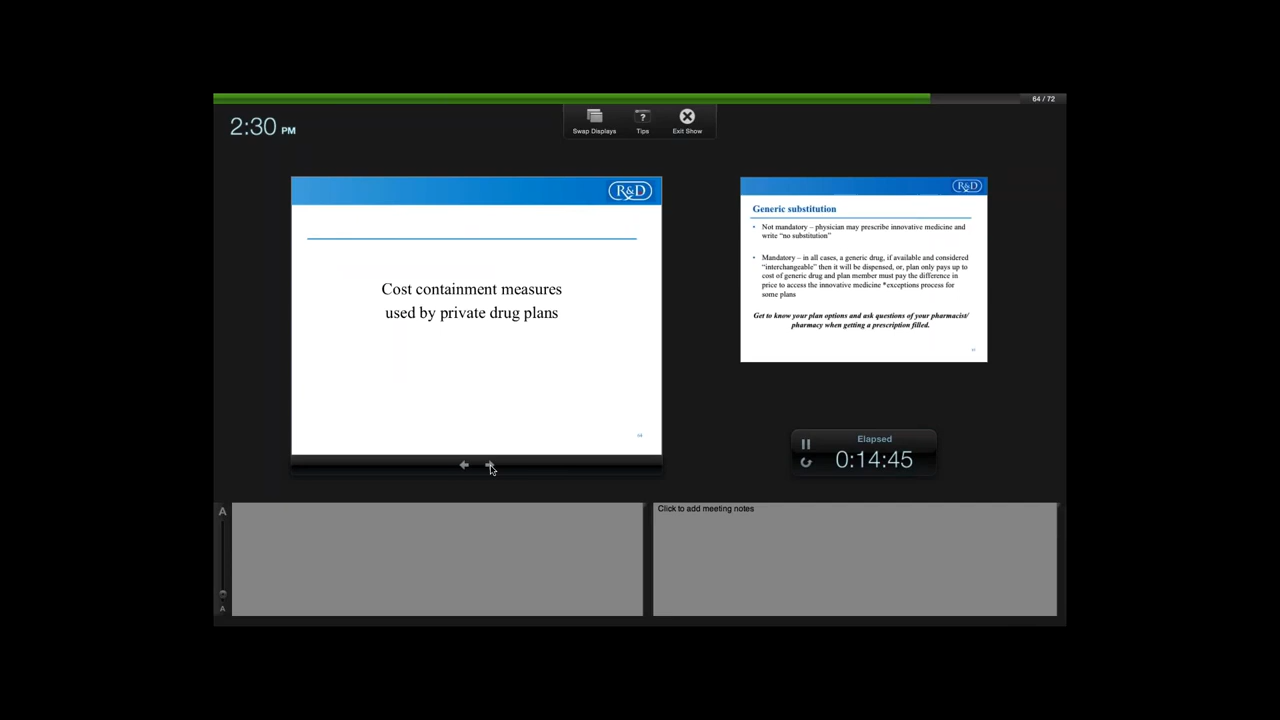 64 / 72
2:30 PM
Swap Displays
Tips
Exit Show
R&D
Cost containment measures
used by private drug plans
R&D
Generic substitution
• Not mandatory – physician may prescribe innovative medicine and
write “no substitution”
• Mandatory – in all cases, a generic drug, if available and considered
“interchangeable” then it will be dispensed, or, plan only pays up to
cost of generic drug and plan member must pay the difference in
price to access the innovative medicine *exceptions process for
some plans
Get to know your plan options and ask questions of your pharmacist/
pharmacy when getting a prescription filled.
Elapsed
0:14:45
A
A
Click to add meeting notes